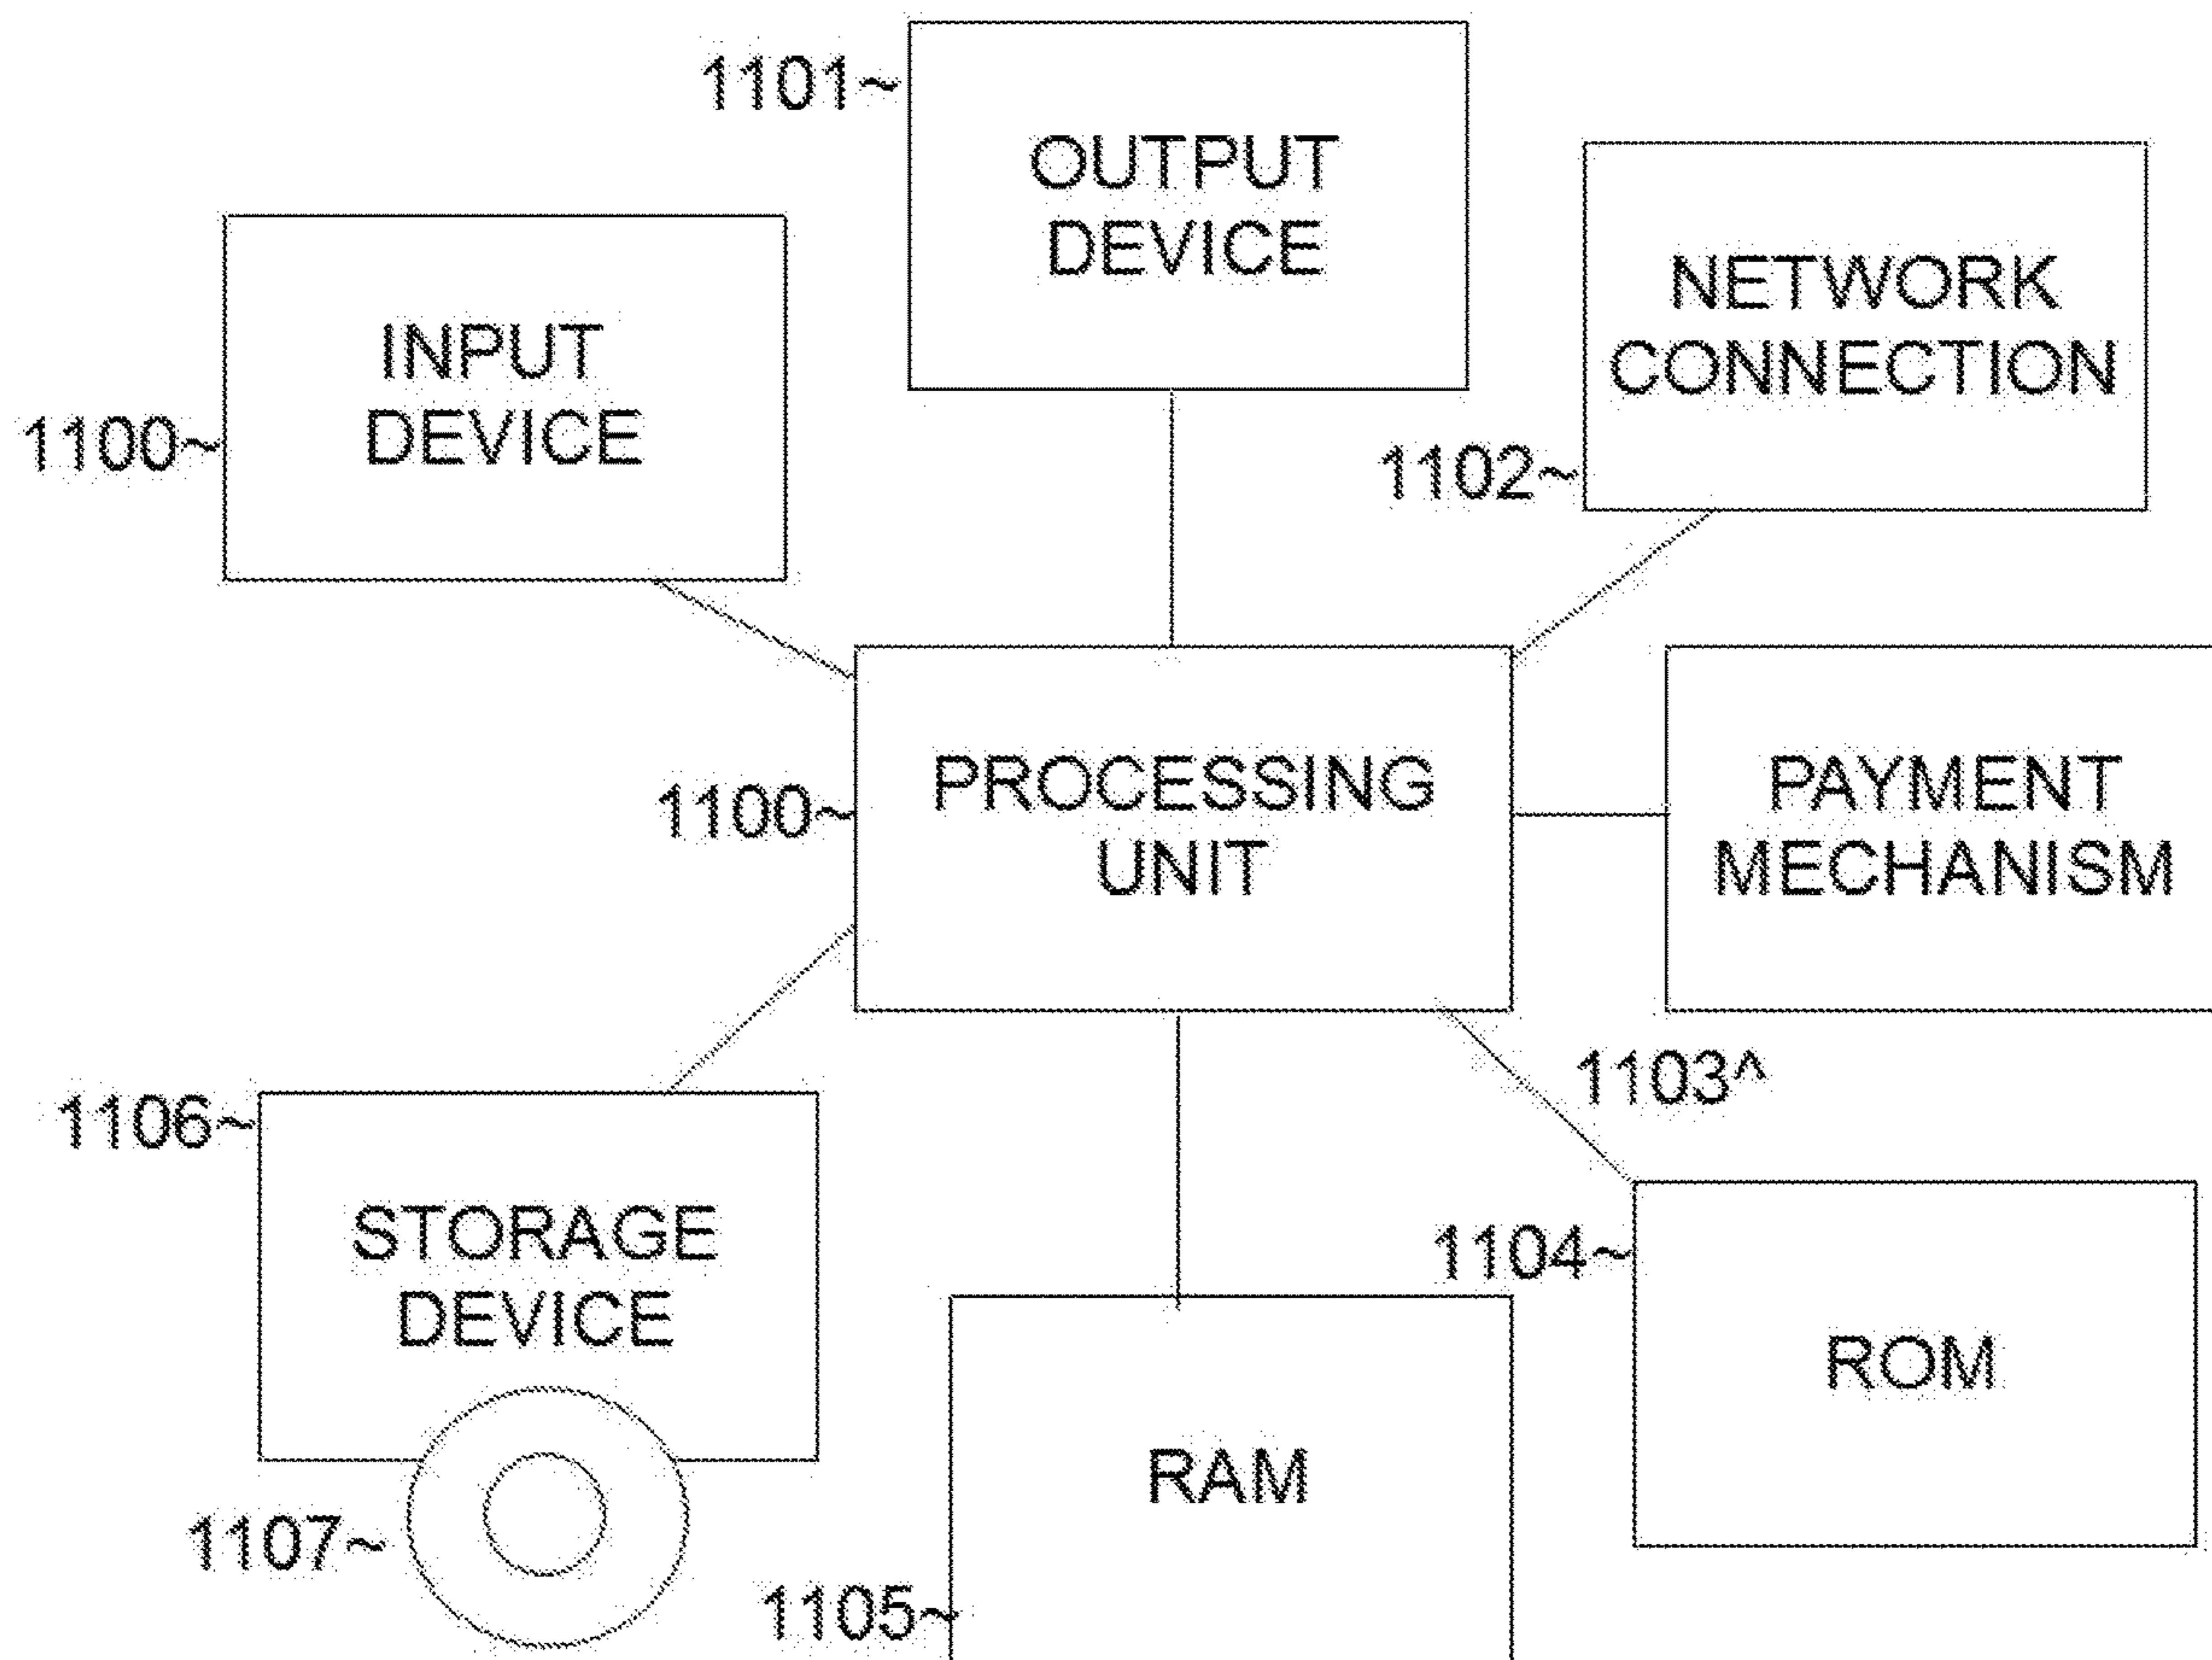 1101~
OUTPUT
DEVICE
NETWORK
CONNECTION
1102~
INPUT
DEVICE
1100~
PROCESSING
UNIT
1100~
PAYMENT
MECHANISM
1103^
1106~
STORAGE
DEVICE
1107~
RAM
1105~
1104~
ROM